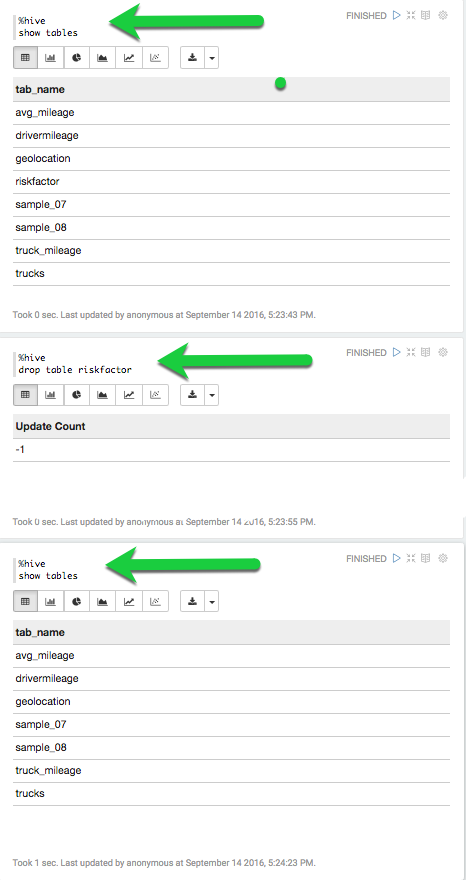 %hive
FINISHED
show tables
tab_name
avg_mileage
drivermileage
geolocation
riskfactor
sample_07
sample_08
truck_mileage
trucks
Took 0 sec. Last updated by anonymous at September 14 2016, 5:23:43 PM.
%hive
FINISHED
drop table riskfactor
Update Count
-1
Took 0 sec. Last updated by anonymous at September 14 2016, 5:23:55 PM.
%hive
FINISHED
show tables
tab_name
avg_mileage
drivermileage
geolocation
sample_07
sample_08
truck_mileage
trucks
Took 1 sec. Last updated by anonymous at September 14 2016, 5:24:23 PM.